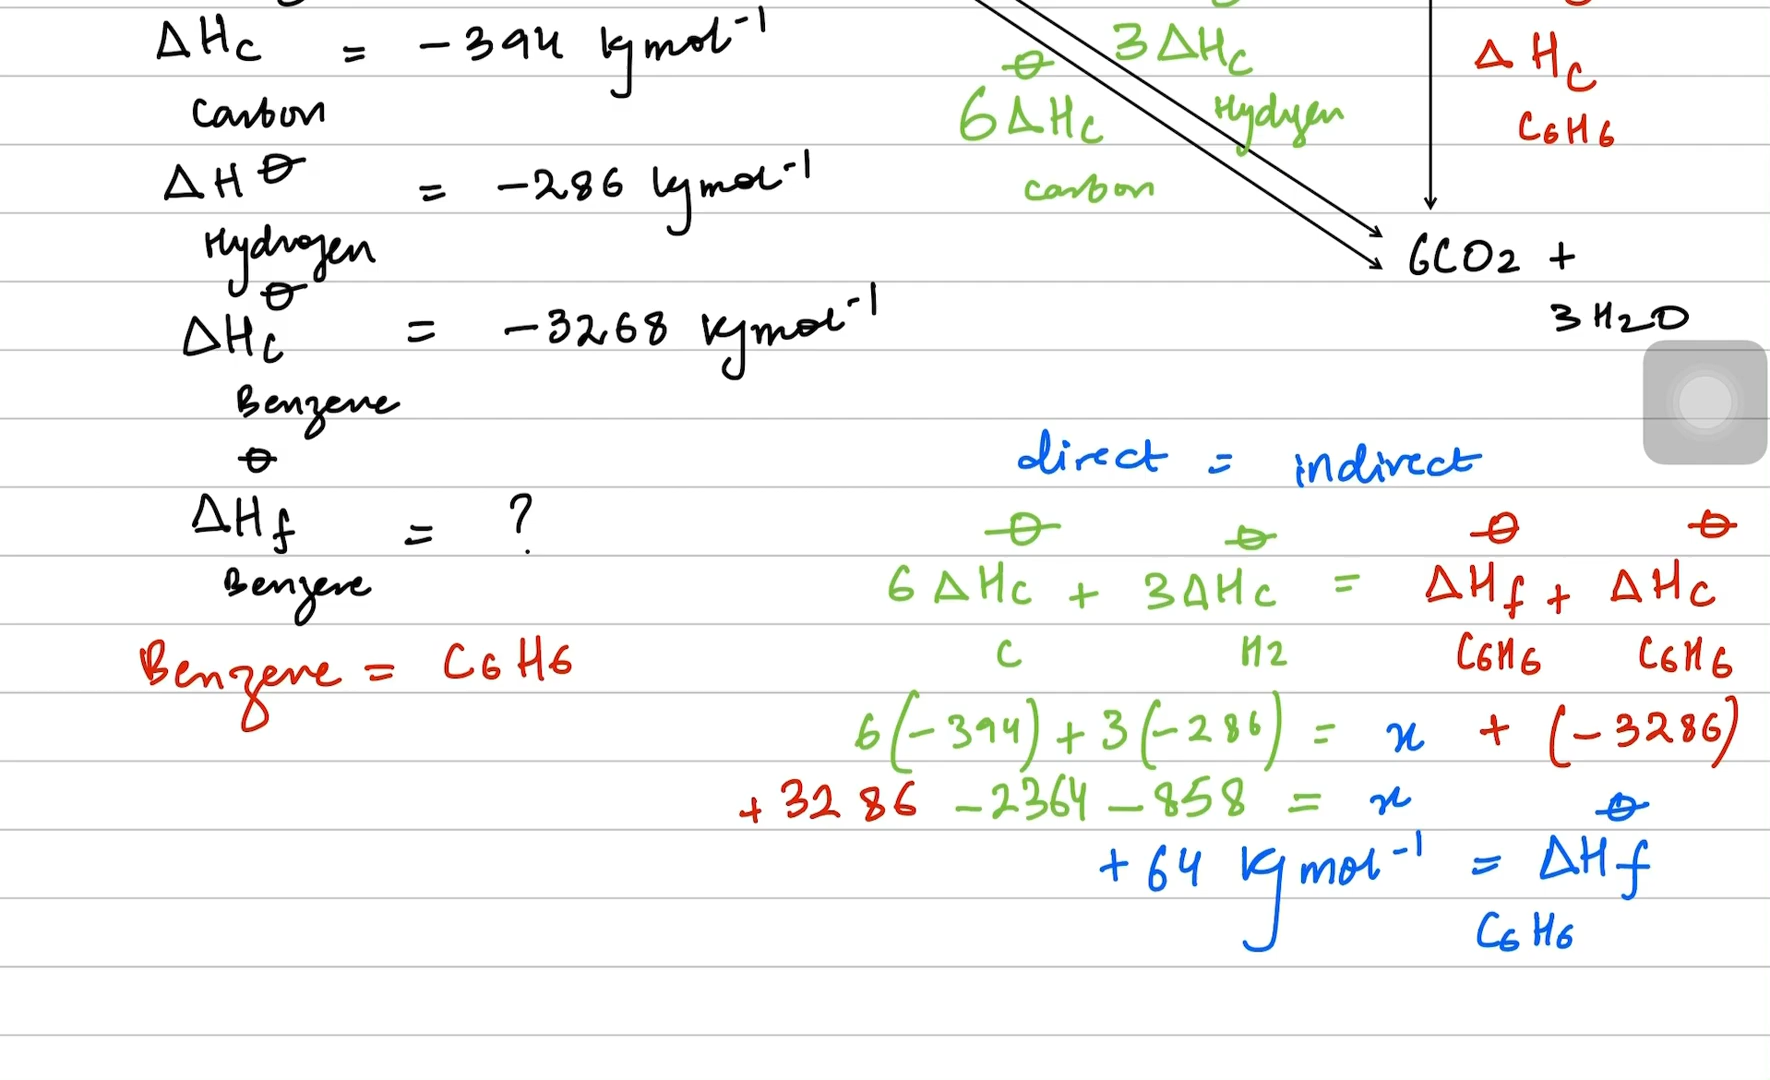 ΔHc = -394 kJmol⁻¹
Carbon
ΔH⦵ = -286 kJmol⁻¹
Hydrogen
⦵
ΔHc = -3268 kJmol⁻¹
Benzene
⦵
ΔHf = ?
Benzene
Benzene = C6H6
3ΔHc
Hydrogen
⦵
6ΔHc
carbon
ΔHc
C6H6
6CO2 +
3H2O
direct = indirect
⦵ ⦵ ⦵ ⦵
6ΔHc + 3ΔHc = ΔHf + ΔHc
C H2 C6H6 C6H6
6(-394) + 3(-286) = x + (-3286)
+3286 -2364 -858 = x
⦵
+64 kJmol⁻¹ = ΔHf
C6H6